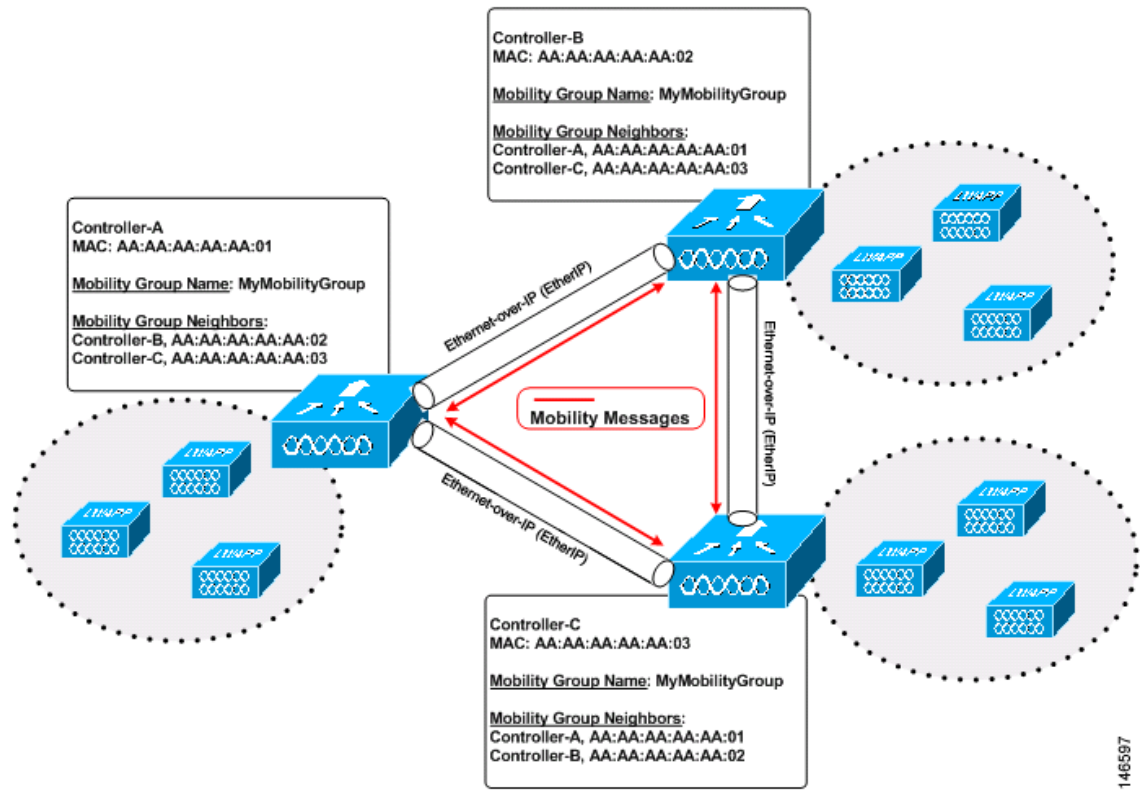 Controller-B
MAC: AA:AA:AA:AA:AA:02
Mobility Group Name: MyMobilityGroup
Mobility Group Neighbors:
Controller-A, AA:AA:AA:AA:AA:01
Controller-C, AA:AA:AA:AA:AA:03
Controller-A
MAC: AA:AA:AA:AA:AA:01
Mobility Group Name: MyMobilityGroup
Mobility Group Neighbors:
Controller-B, AA:AA:AA:AA:AA:02
Controller-C, AA:AA:AA:AA:AA:03
LWAPP
LWAPP
LWAPP
Ethernet-over-IP (EtherIP)
Ethernet-over-IP (EtherIP)
Mobility Messages
LWAPP
LWAPP
LWAPP
Ethernet-over-IP (EtherIP)
LWAPP
LWAPP
LWAPP
Controller-C
MAC: AA:AA:AA:AA:AA:03
Mobility Group Name: MyMobilityGroup
Mobility Group Neighbors:
Controller-A, AA:AA:AA:AA:AA:01
Controller-B, AA:AA:AA:AA:AA:02
146597